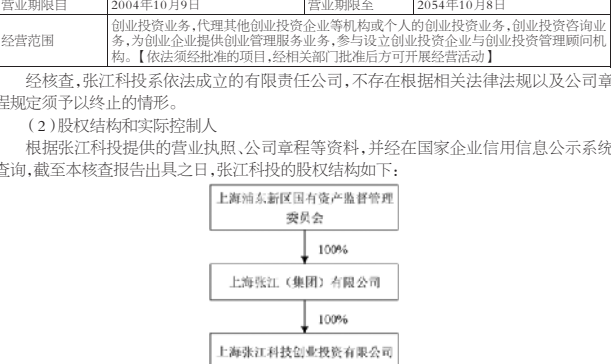 营业期限自 2004年10月9日 营业期限至 2054年10月8日
经营范围 创业投资业务,代理其他创业投资企业等机构或个人的创业投资业务,创业投资咨询业
务,为创业企业提供创业管理服务业务,参与设立创业投资企业与创业投资管理顾问机
构。【依法须经批准的项目,经相关部门批准后方可开展经营活动】
经核查,张江科投系依法成立的有限责任公司,不存在根据相关法律法规以及公司章
程规定须予以终止的情形。
(2)股权结构和实际控制人
根据张江科投提供的营业执照、公司章程等资料,并经在国家企业信用信息公示系统
查询,截至本核查报告出具之日,张江科投的股权结构如下:
上海浦东新区国有资产监督管理
委员会
100%
上海张江(集团)有限公司
100%
上海张江科技创业投资有限公司